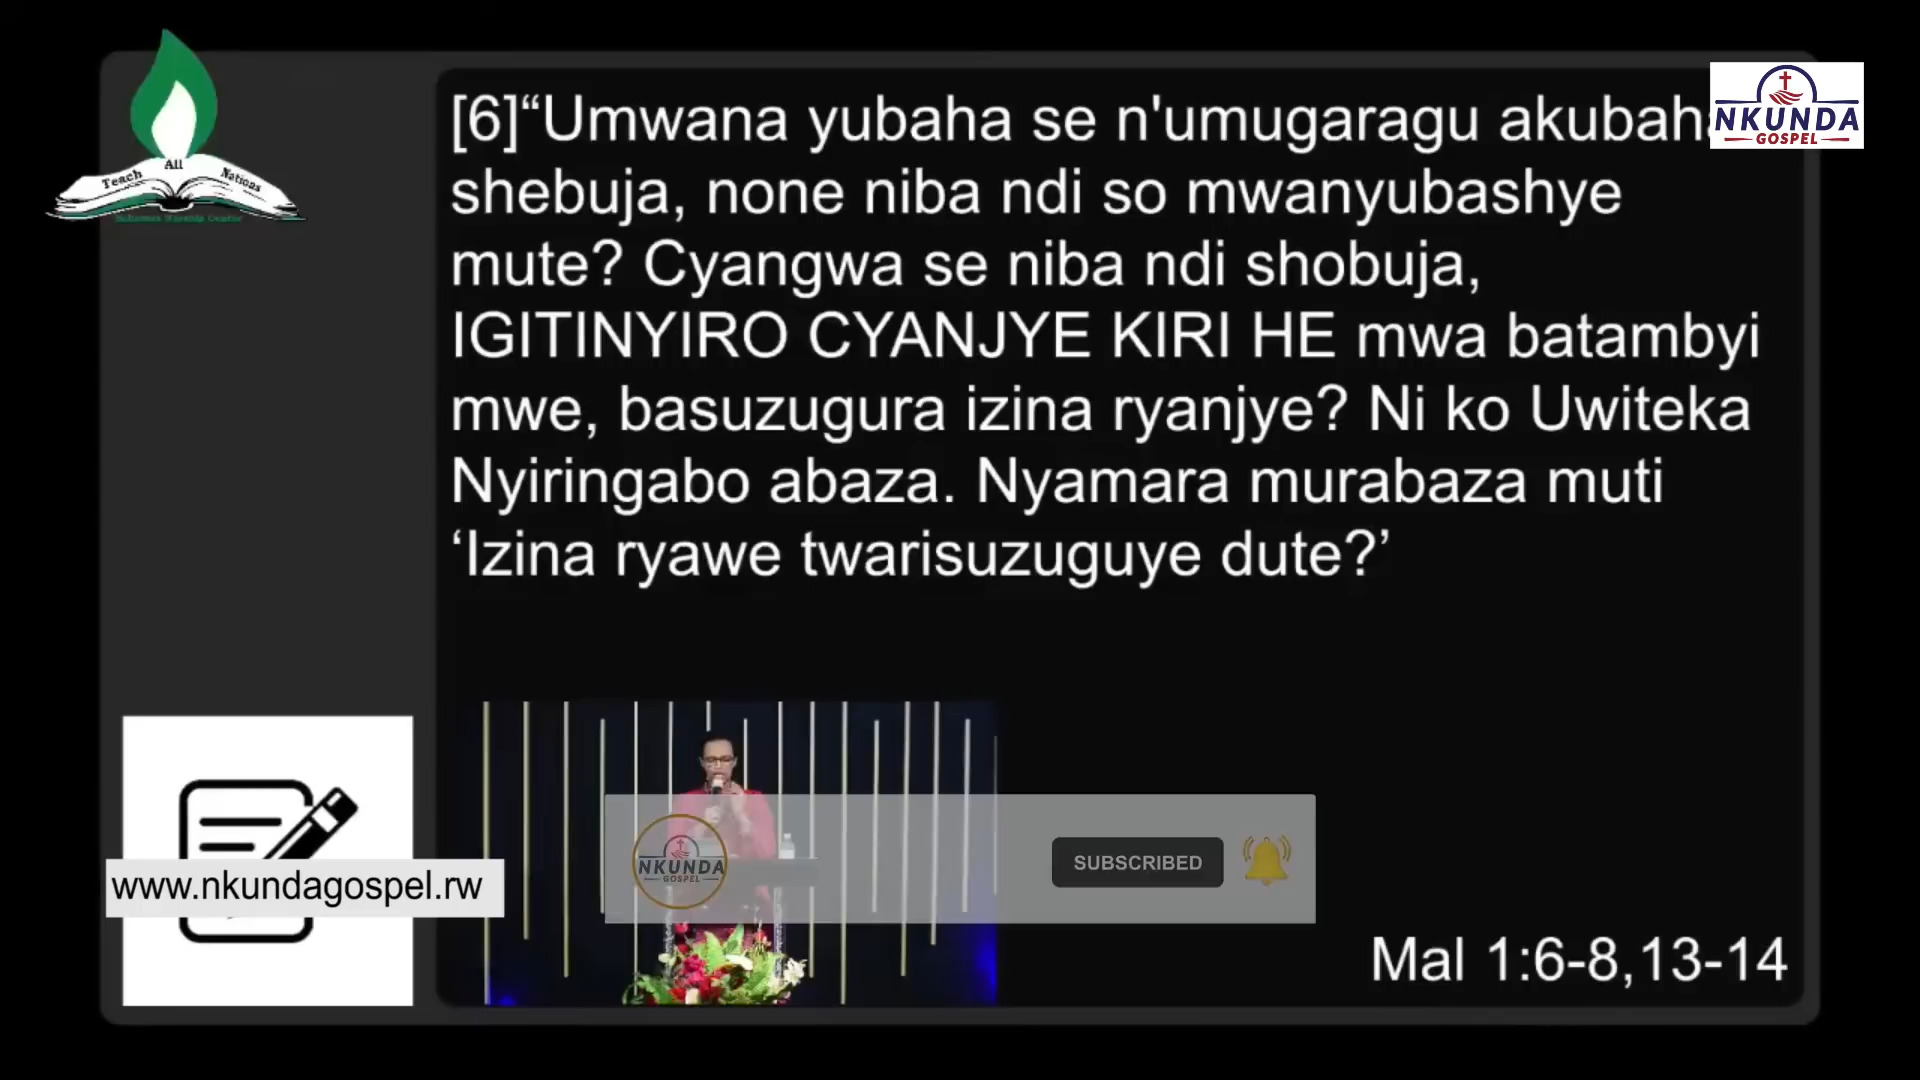 [6]“Umwana yubaha se n'umugaragu akubaha
shebuja, none niba ndi so mwanyubashye
mute? Cyangwa se niba ndi shobuja,
IGITINYIRO CYANJYE KIRI HE mwa batambyi
mwe, basuzugura izina ryanjye? Ni ko Uwiteka
Nyiringabo abaza. Nyamara murabaza muti
‘Izina ryawe twarisuzuguye dute?’
Mal 1:6-8,13-14
Teach All Nations
NKUNDA
GOSPEL
www.nkundagospel.rw
NKUNDA
GOSPEL
SUBSCRIBED